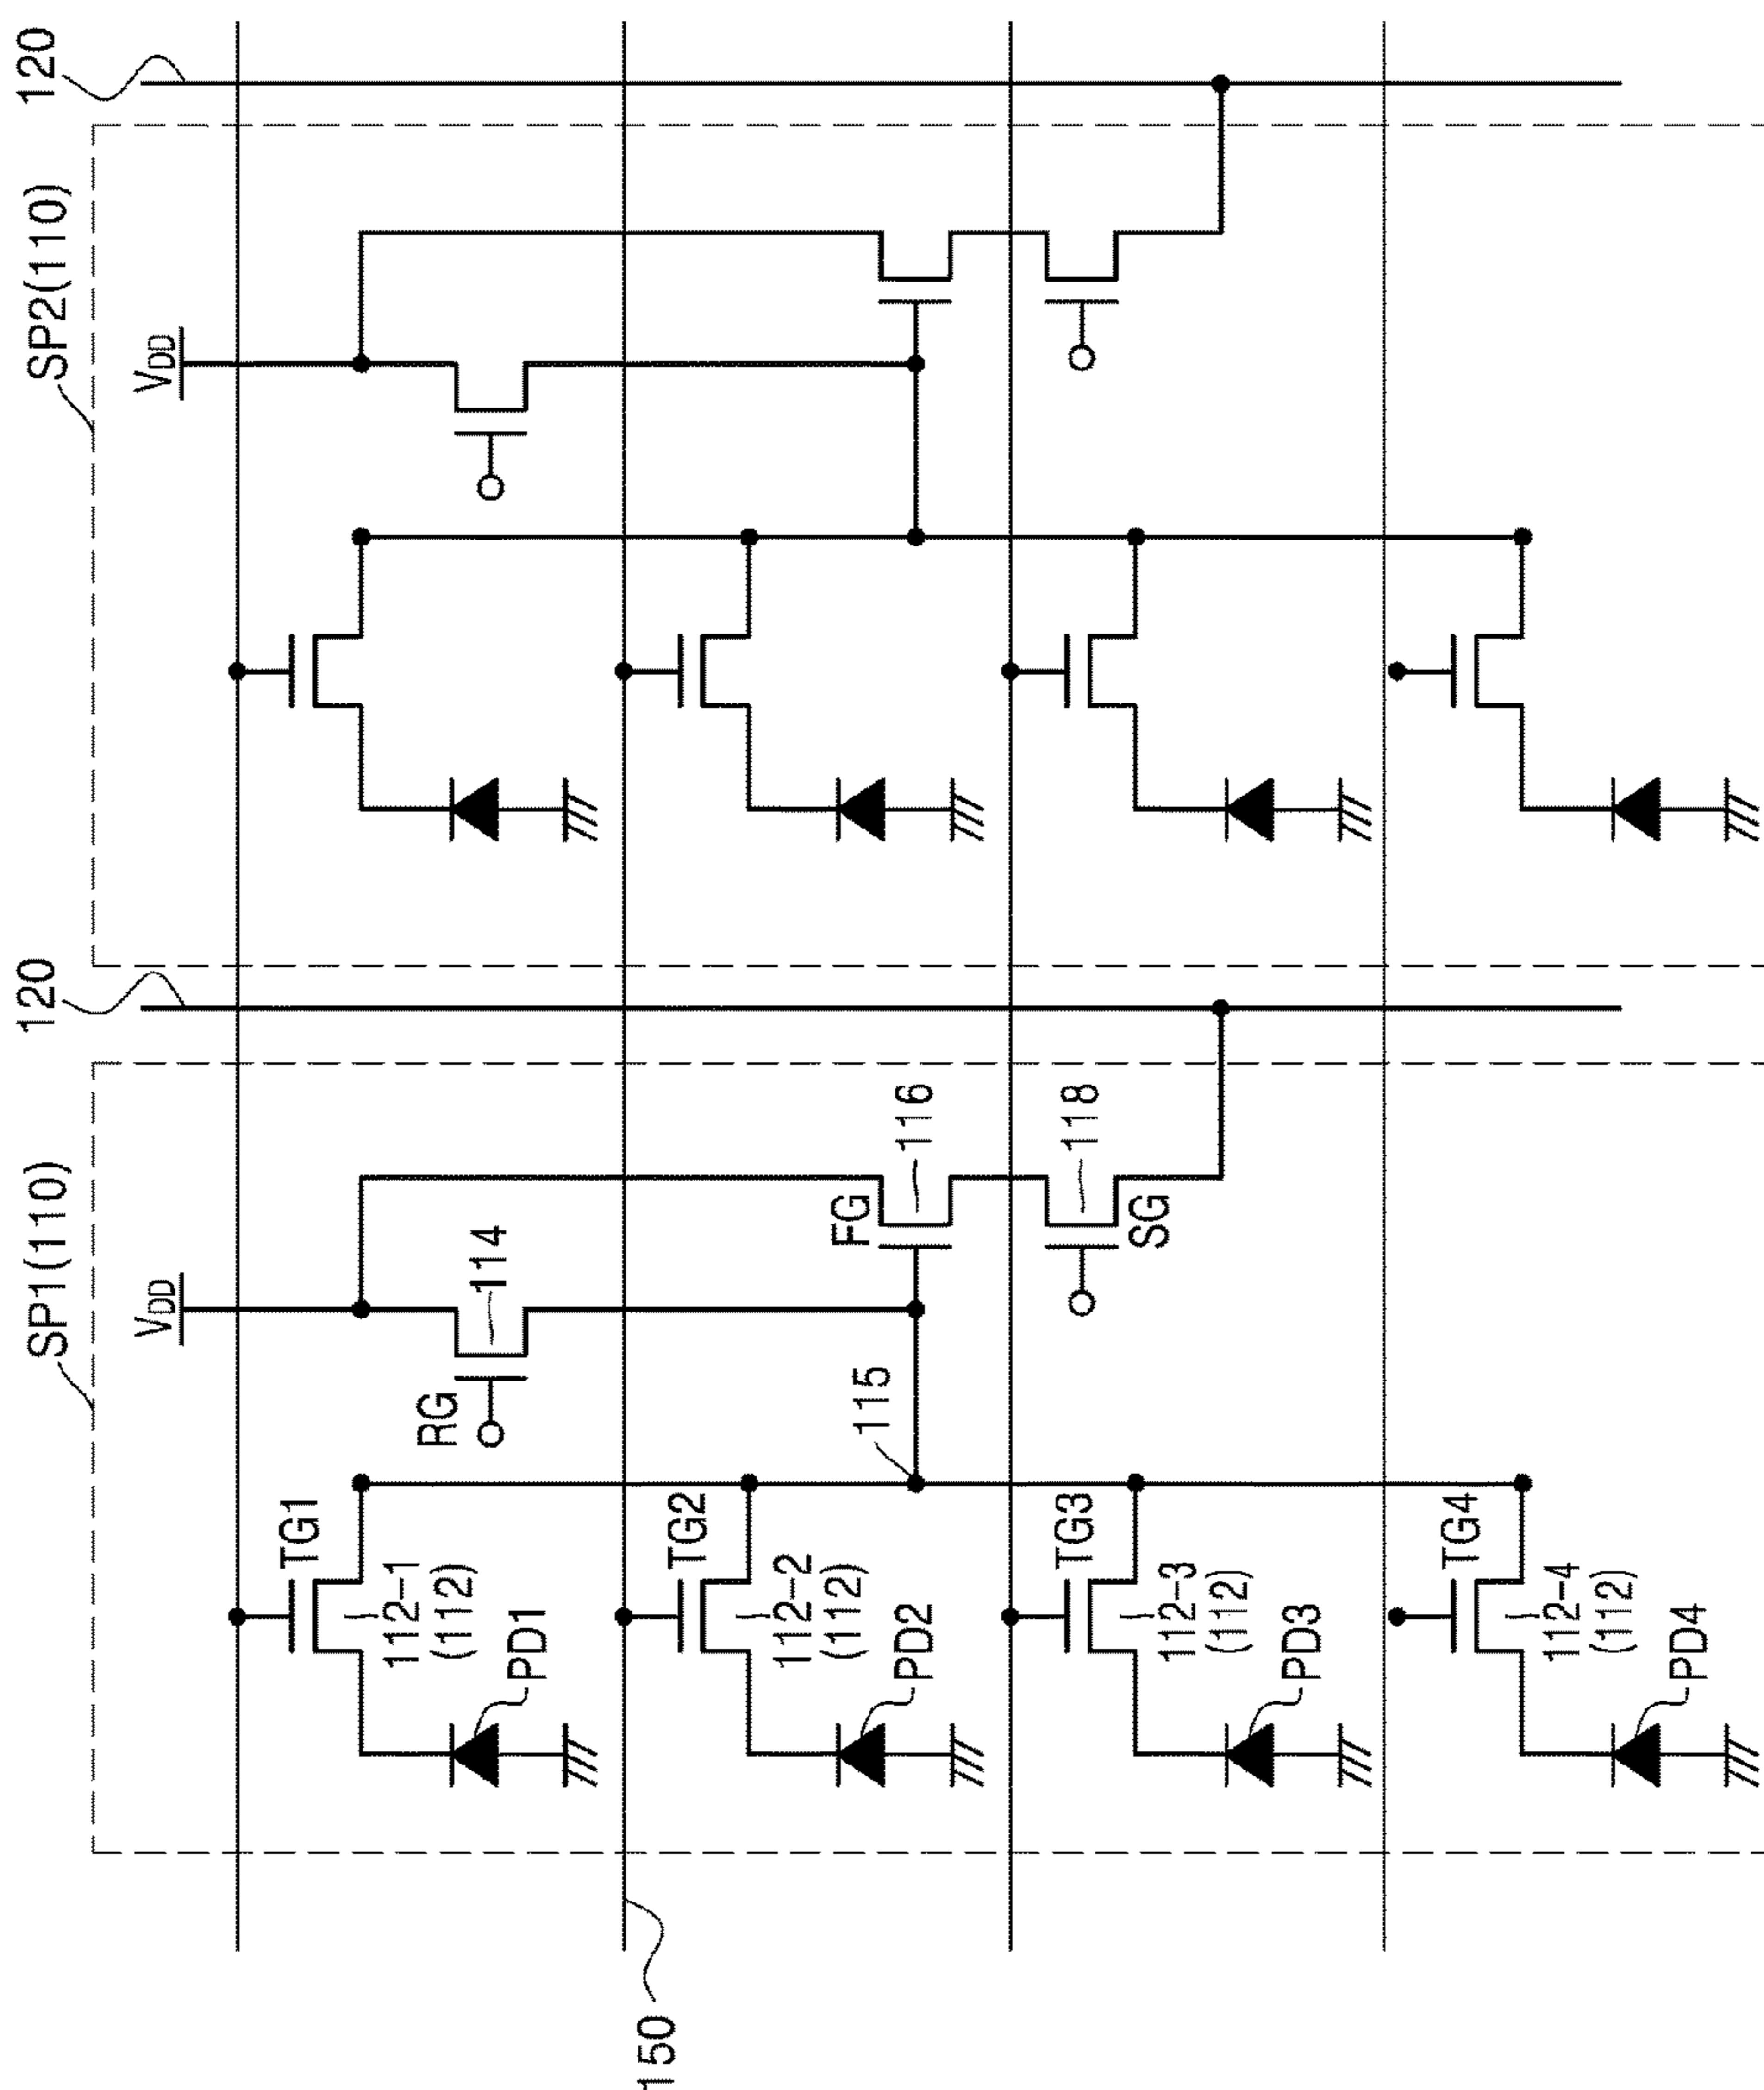 SP1(110)
120
SP2(110)
120
VDD
VDD
TG1
112-1
(112)
PD1
RG
114
TG2
112-2
(112)
PD2
115
FG
116
118
SG
TG3
112-3
(112)
PD3
TG4
112-4
(112)
PD4
150